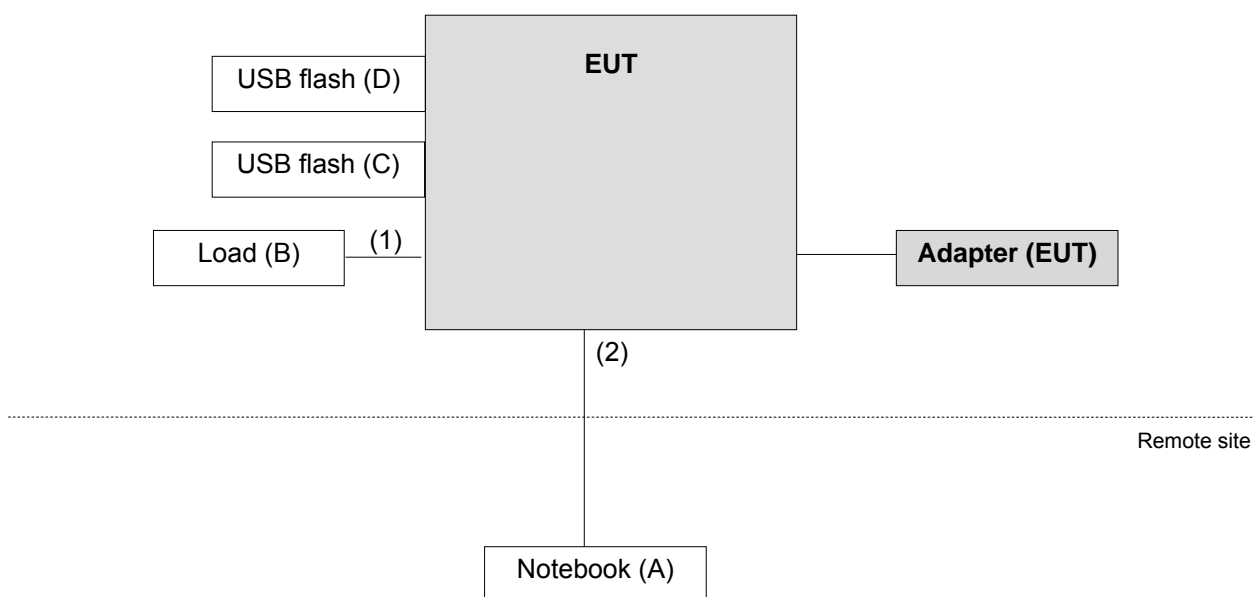 EUT
USB flash (D)
USB flash (C)
(1)
Load (B)
Adapter (EUT)
(2)
Remote site
Notebook (A)